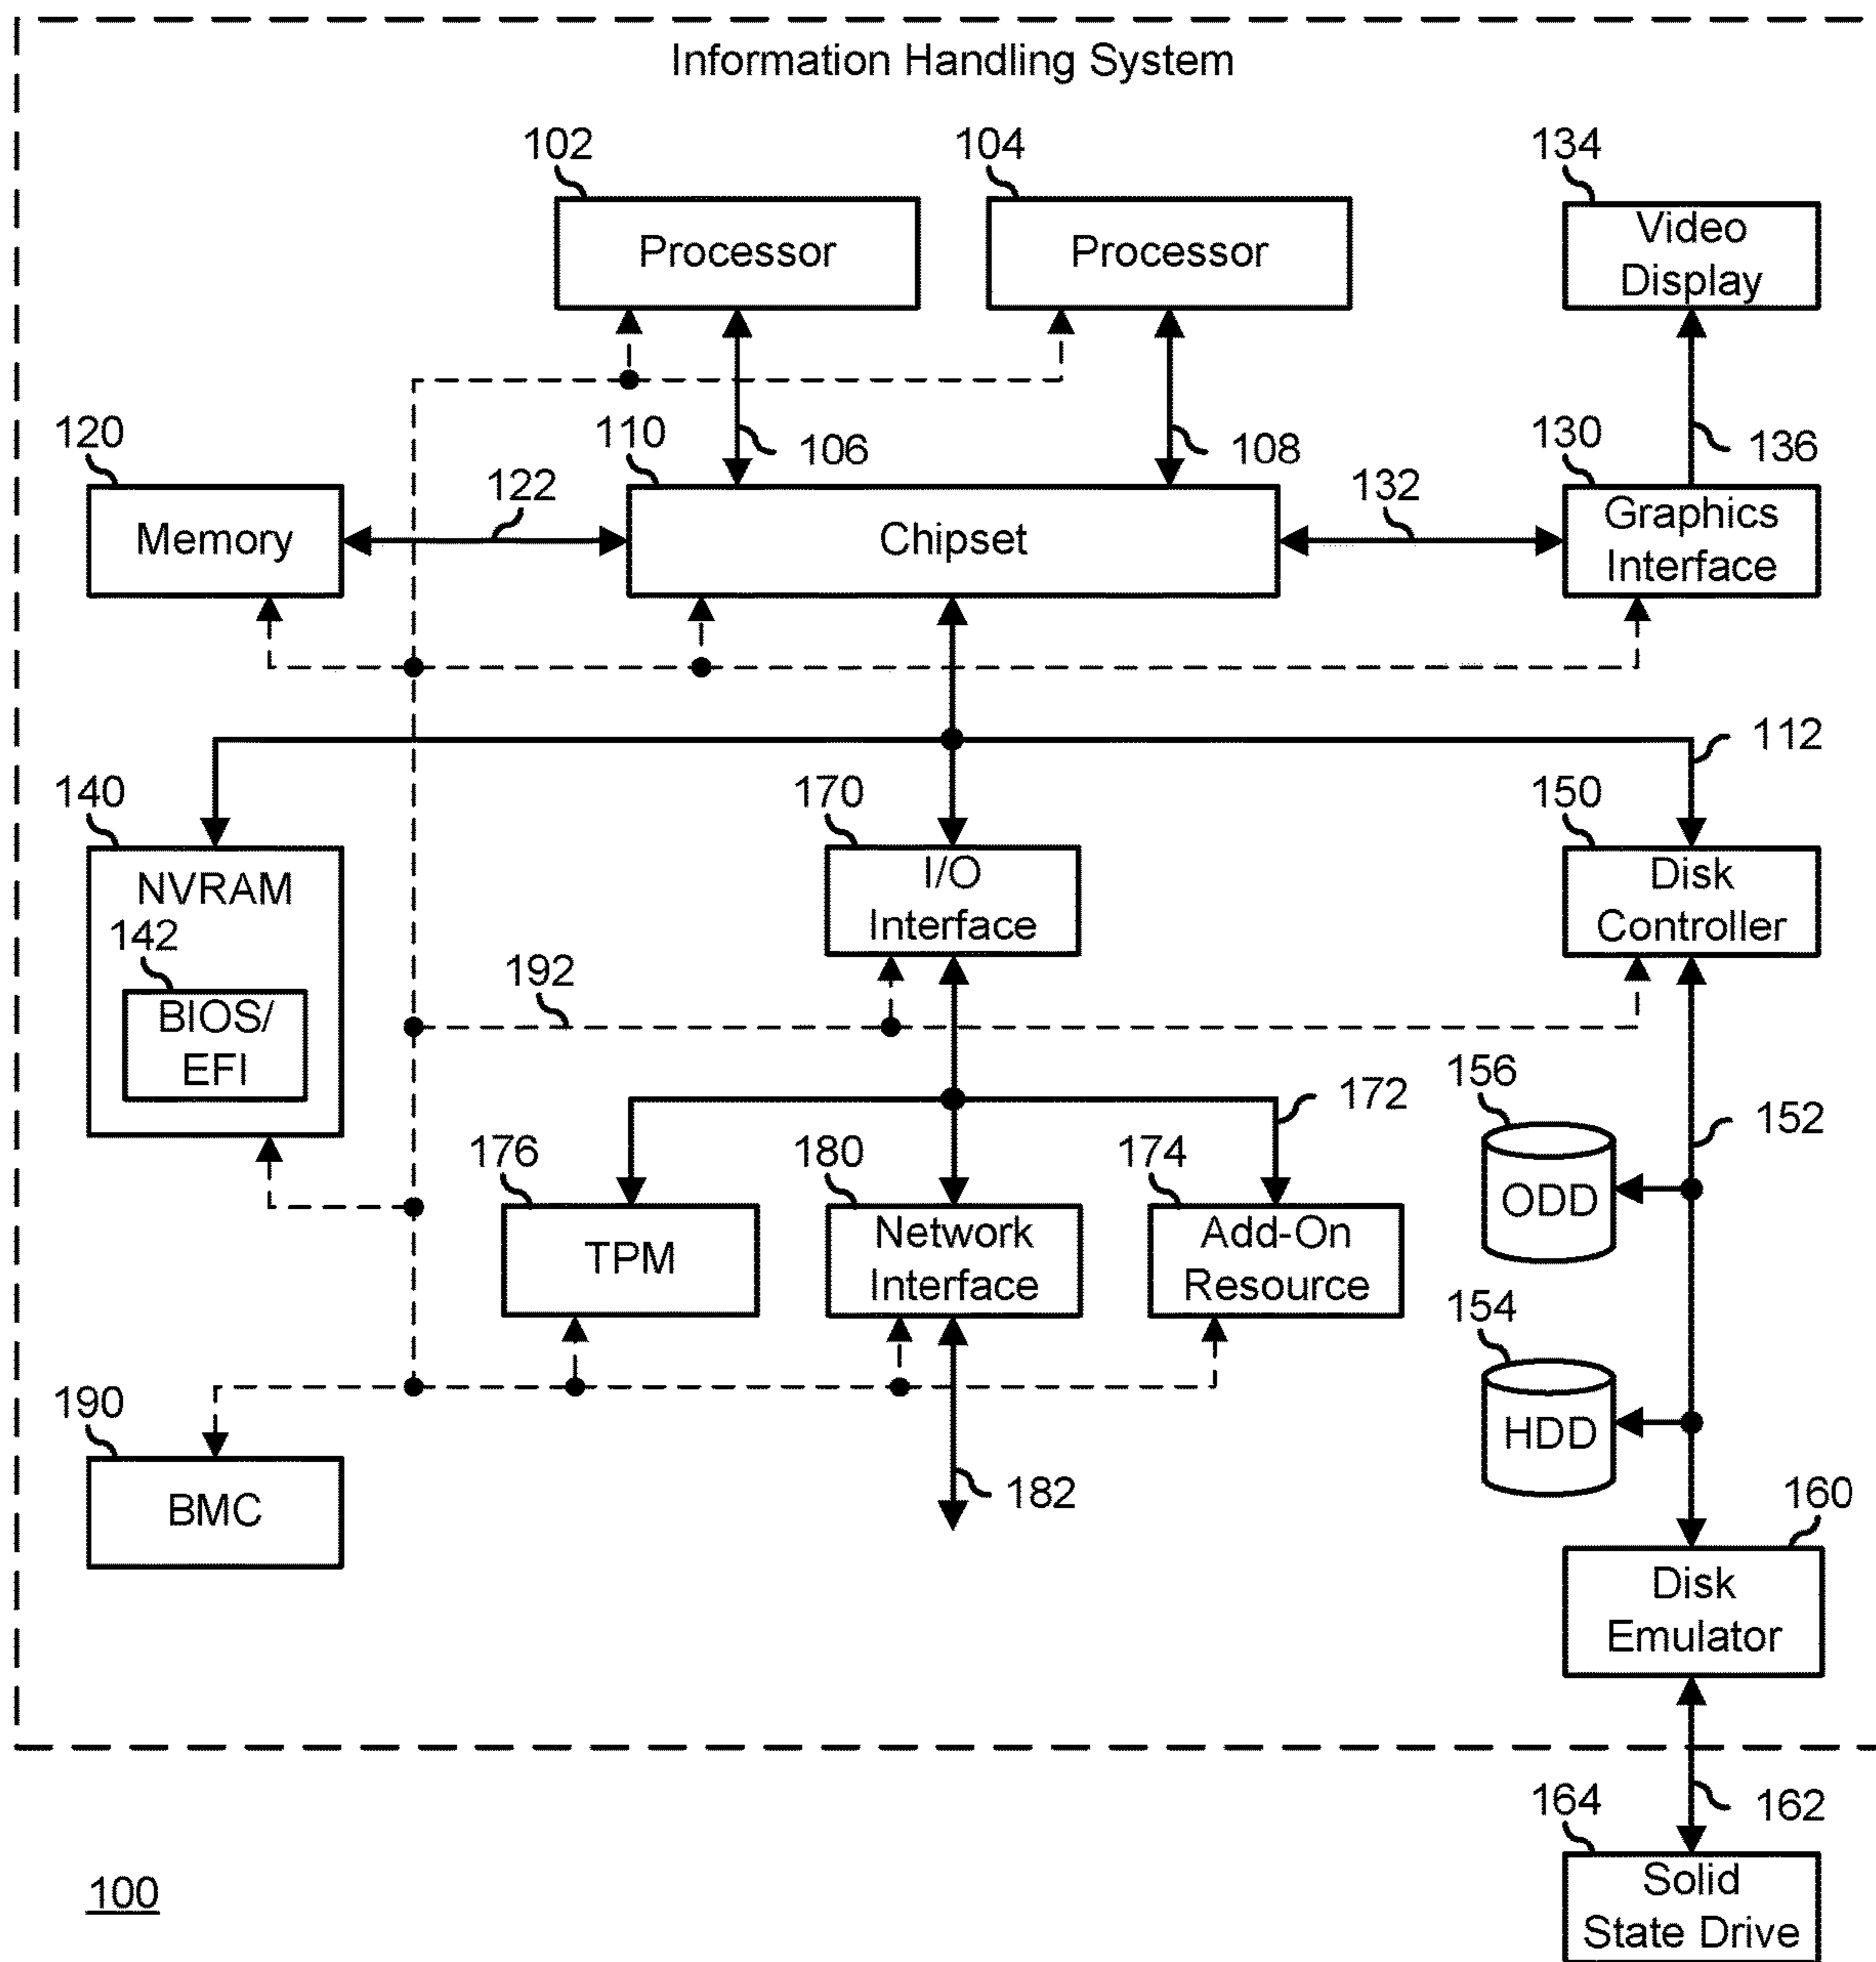 Information Handling System
102
104
134
Processor
Processor
Video
Display
120
110
106
108
130
136
122
132
Memory
Chipset
Graphics
Interface
112
140
170
150
NVRAM
I/O
Interface
Disk
Controller
142
BIOS/
EFI
192
156
172
152
176
180
174
ODD
TPM
Network
Interface
Add-On
Resource
154
HDD
190
BMC
182
160
Disk
Emulator
164
162
100
Solid
State Drive